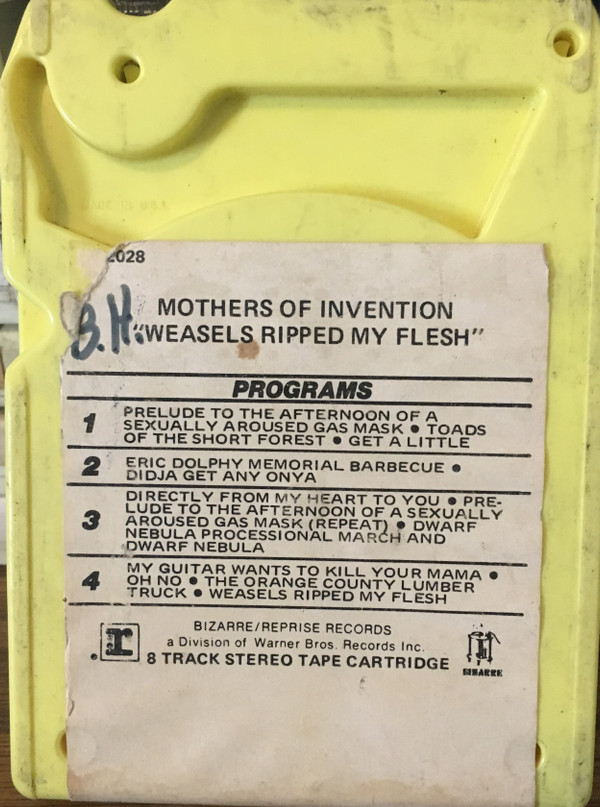 MADE IN U.S.A.
2028
B.H.
MOTHERS OF INVENTION
"WEASELS RIPPED MY FLESH"
PROGRAMS
1
PRELUDE TO THE AFTERNOON OF A
SEXUALLY AROUSED GAS MASK ● TOADS
OF THE SHORT FOREST ● GET A LITTLE
2
ERIC DOLPHY MEMORIAL BARBECUE ●
DIDJA GET ANY ONYA
3
DIRECTLY FROM MY HEART TO YOU ● PRE-
LUDE TO THE AFTERNOON OF A SEXUALLY
AROUSED GAS MASK (REPEAT) ● DWARF
NEBULA PROCESSIONAL MARCH AND
DWARF NEBULA
4
MY GUITAR WANTS TO KILL YOUR MAMA ●
OH NO ● THE ORANGE COUNTY LUMBER
TRUCK ● WEASELS RIPPED MY FLESH
r
BIZARRE/REPRISE RECORDS
a Division of Warner Bros. Records Inc.
8 TRACK STEREO TAPE CARTRIDGE
BIZARRE